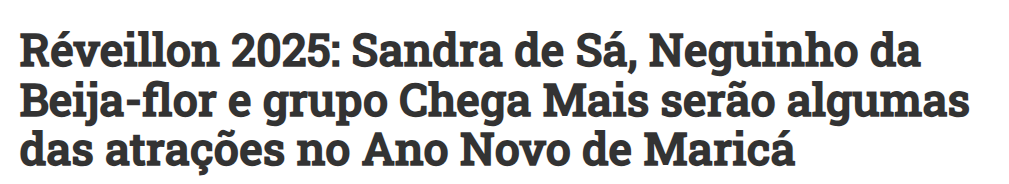 Réveillon 2025: Sandra de Sá, Neguinho da
Beija-flor e grupo Chega Mais serão algumas
das atrações no Ano Novo de Maricá